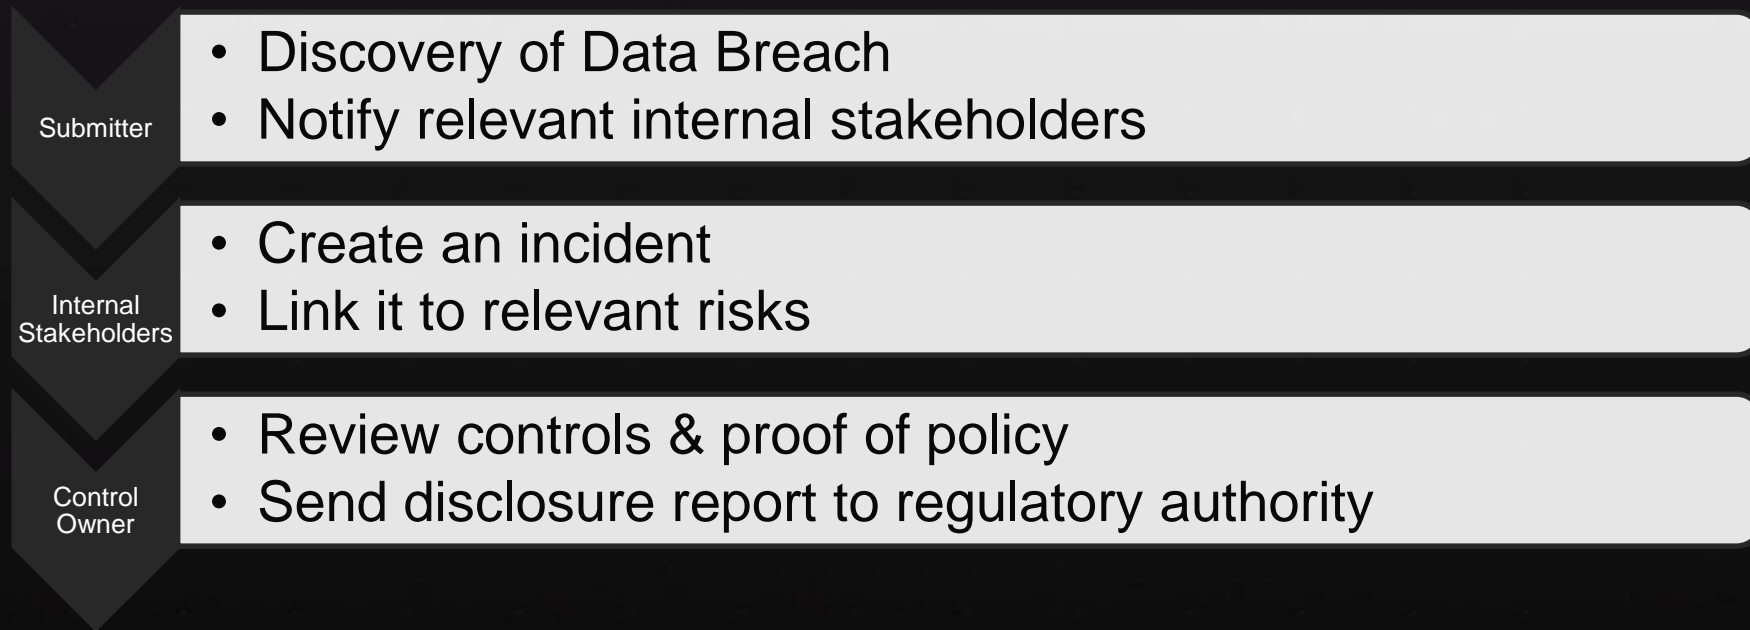 Submitter
• Discovery of Data Breach
• Notify relevant internal stakeholders
Internal
Stakeholders
• Create an incident
• Link it to relevant risks
Control
Owner
• Review controls & proof of policy
• Send disclosure report to regulatory authority